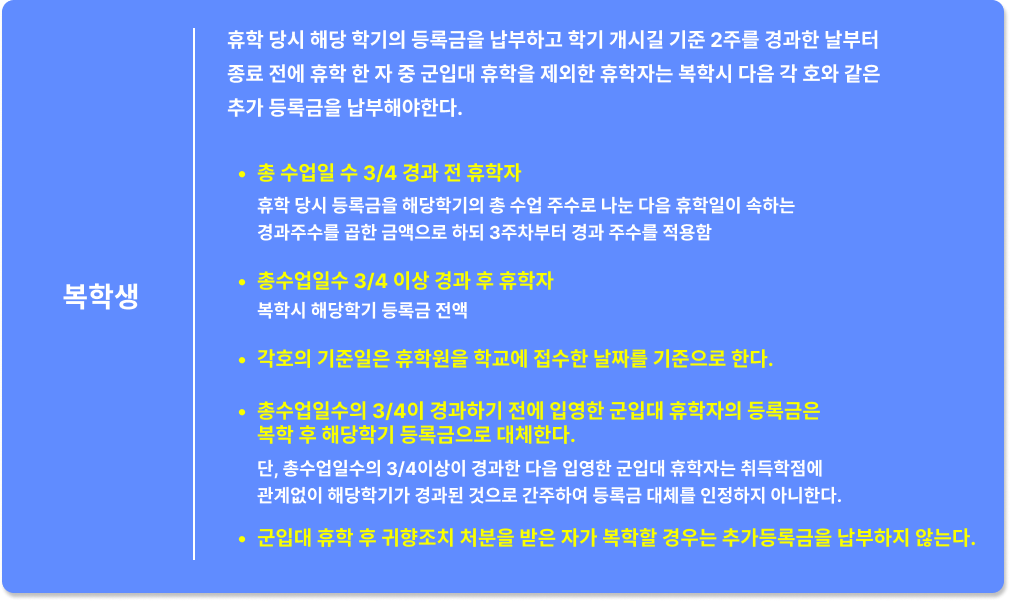 복학생
휴학 당시 해당 학기의 등록금을 납부하고 학기 개시길 기준 2주를 경과한 날부터
종료 전에 휴학 한 자 중 군입대 휴학을 제외한 휴학자는 복학시 다음 각 호와 같은
추가 등록금을 납부해야한다.
• 총 수업일 수 3/4 경과 전 휴학자
휴학 당시 등록금을 해당학기의 총 수업 주수로 나눈 다음 휴학일이 속하는
경과주수를 곱한 금액으로 하되 3주차부터 경과 주수를 적용함
• 총수업일수 3/4 이상 경과 후 휴학자
복학시 해당학기 등록금 전액
• 각호의 기준일은 휴학원을 학교에 접수한 날짜를 기준으로 한다.
• 총수업일수의 3/4이 경과하기 전에 입영한 군입대 휴학자의 등록금은
복학 후 해당학기 등록금으로 대체한다.
단, 총수업일수의 3/4이상이 경과한 다음 입영한 군입대 휴학자는 취득학점에
관계없이 해당학기가 경과된 것으로 간주하여 등록금 대체를 인정하지 아니한다.
• 군입대 휴학 후 귀향조치 처분을 받은 자가 복학할 경우는 추가등록금을 납부하지 않는다.